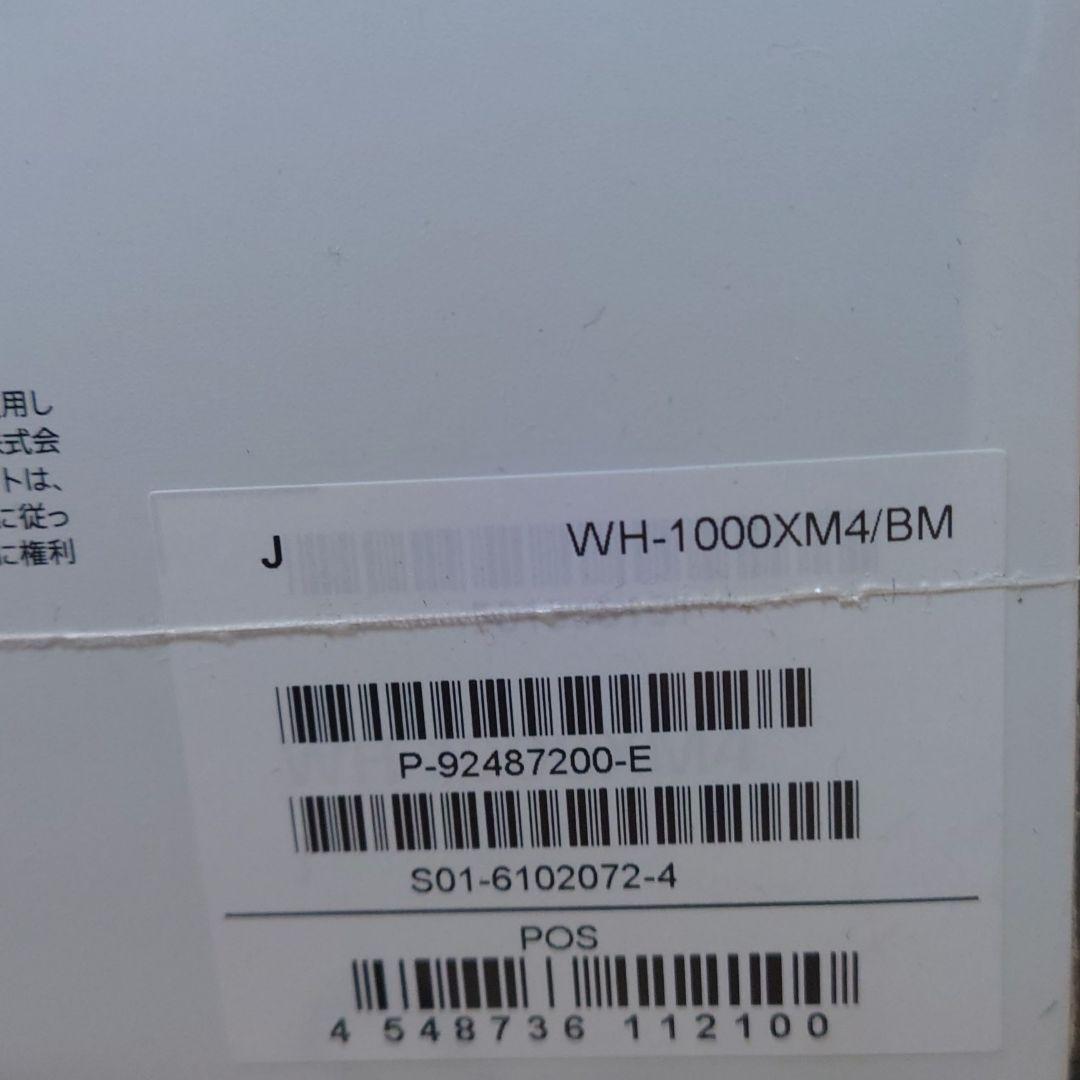 用し
式会
トは、
に従っ
に権利
J WH-1000XM4/BM
P-92487200-E
S01-6102072-4
POS
4 548736 112100